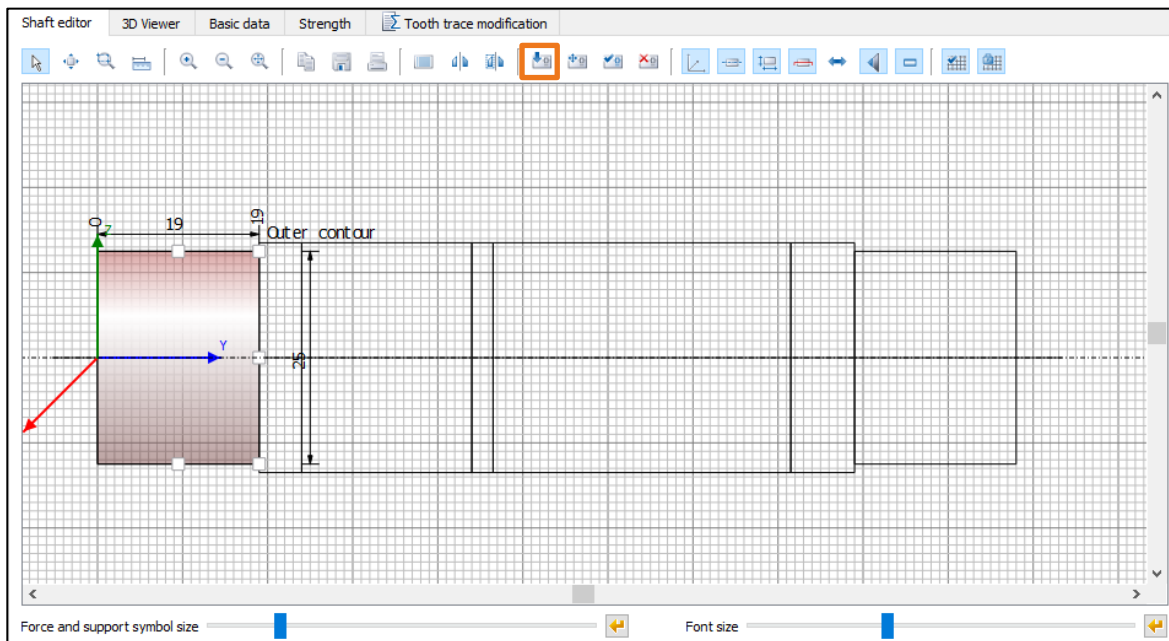 Shaft editor 3D Viewer Basic data Strength Tooth trace modification
0 19 19
Z
Outer contour
Y
25
Force and support symbol size Font size